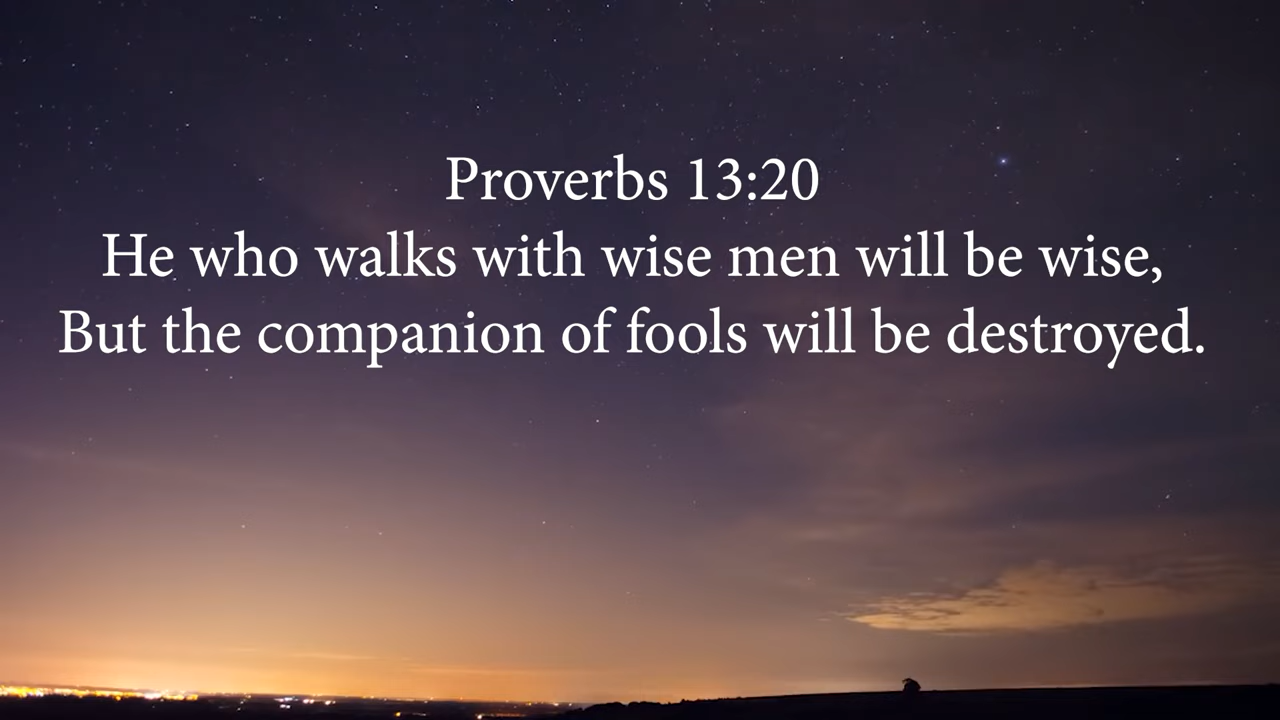 Proverbs 13:20
He who walks with wise men will be wise,
But the companion of fools will be destroyed.